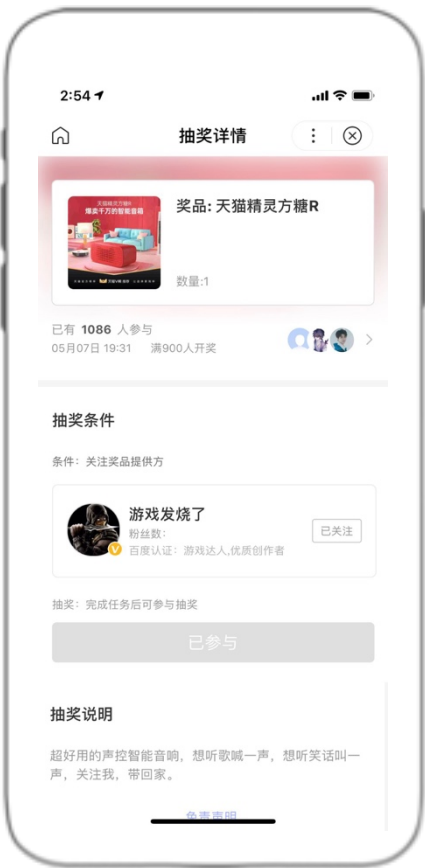 2:54
抽奖详情
天猫精灵方糖R
爆卖千万的智能音箱
奖品: 天猫精灵方糖R
数量:1
已有 1086 人参与
05月07日 19:31 满900人开奖
抽奖条件
条件：关注奖品提供方
游戏发烧了
粉丝数:
百度认证：游戏达人,优质创作者
已关注
抽奖：完成任务后可参与抽奖
已参与
抽奖说明
超好用的声控智能音响，想听歌喊一声，想听笑话叫一
声，关注我，带回家。
免责声明